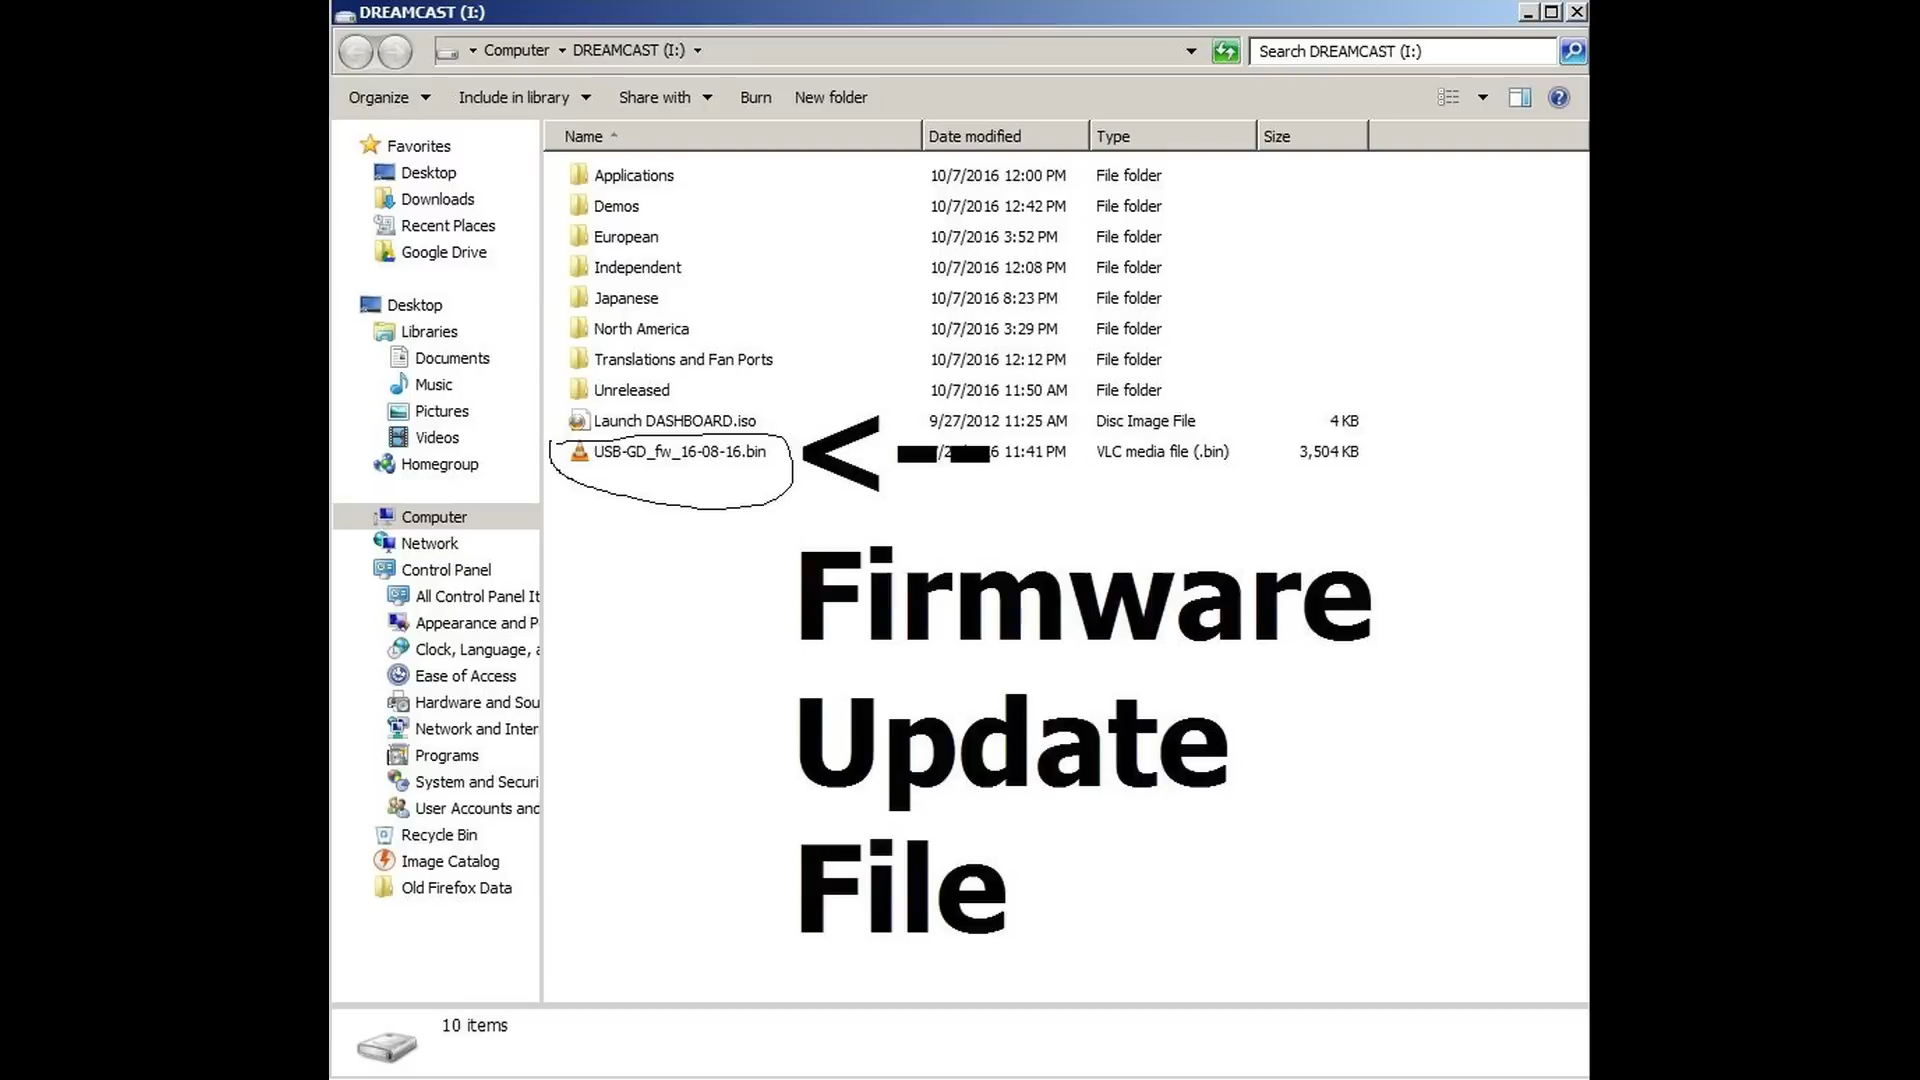 DREAMCAST (I:)
Computer DREAMCAST (I:)
Search DREAMCAST (I:)
Organize Include in library Share with Burn New folder
Name Date modified Type Size
Favorites
Desktop
Downloads
Recent Places
Google Drive
Desktop
Libraries
Documents
Music
Pictures
Videos
Homegroup
Computer
Network
Control Panel
All Control Panel It
Appearance and P
Clock, Language, a
Ease of Access
Hardware and Sou
Network and Inter
Programs
System and Securi
User Accounts and
Recycle Bin
Image Catalog
Old Firefox Data
Applications 10/7/2016 12:00 PM File folder
Demos 10/7/2016 12:42 PM File folder
European 10/7/2016 3:52 PM File folder
Independent 10/7/2016 12:08 PM File folder
Japanese 10/7/2016 8:23 PM File folder
North America 10/7/2016 3:29 PM File folder
Translations and Fan Ports 10/7/2016 12:12 PM File folder
Unreleased 10/7/2016 11:50 AM File folder
Launch DASHBOARD.iso 9/27/2012 11:25 AM Disc Image File 4 KB
USB-GD_fw_16-08-16.bin <-- 11:41 PM VLC media file (.bin) 3,504 KB
Firmware
Update
File
10 items